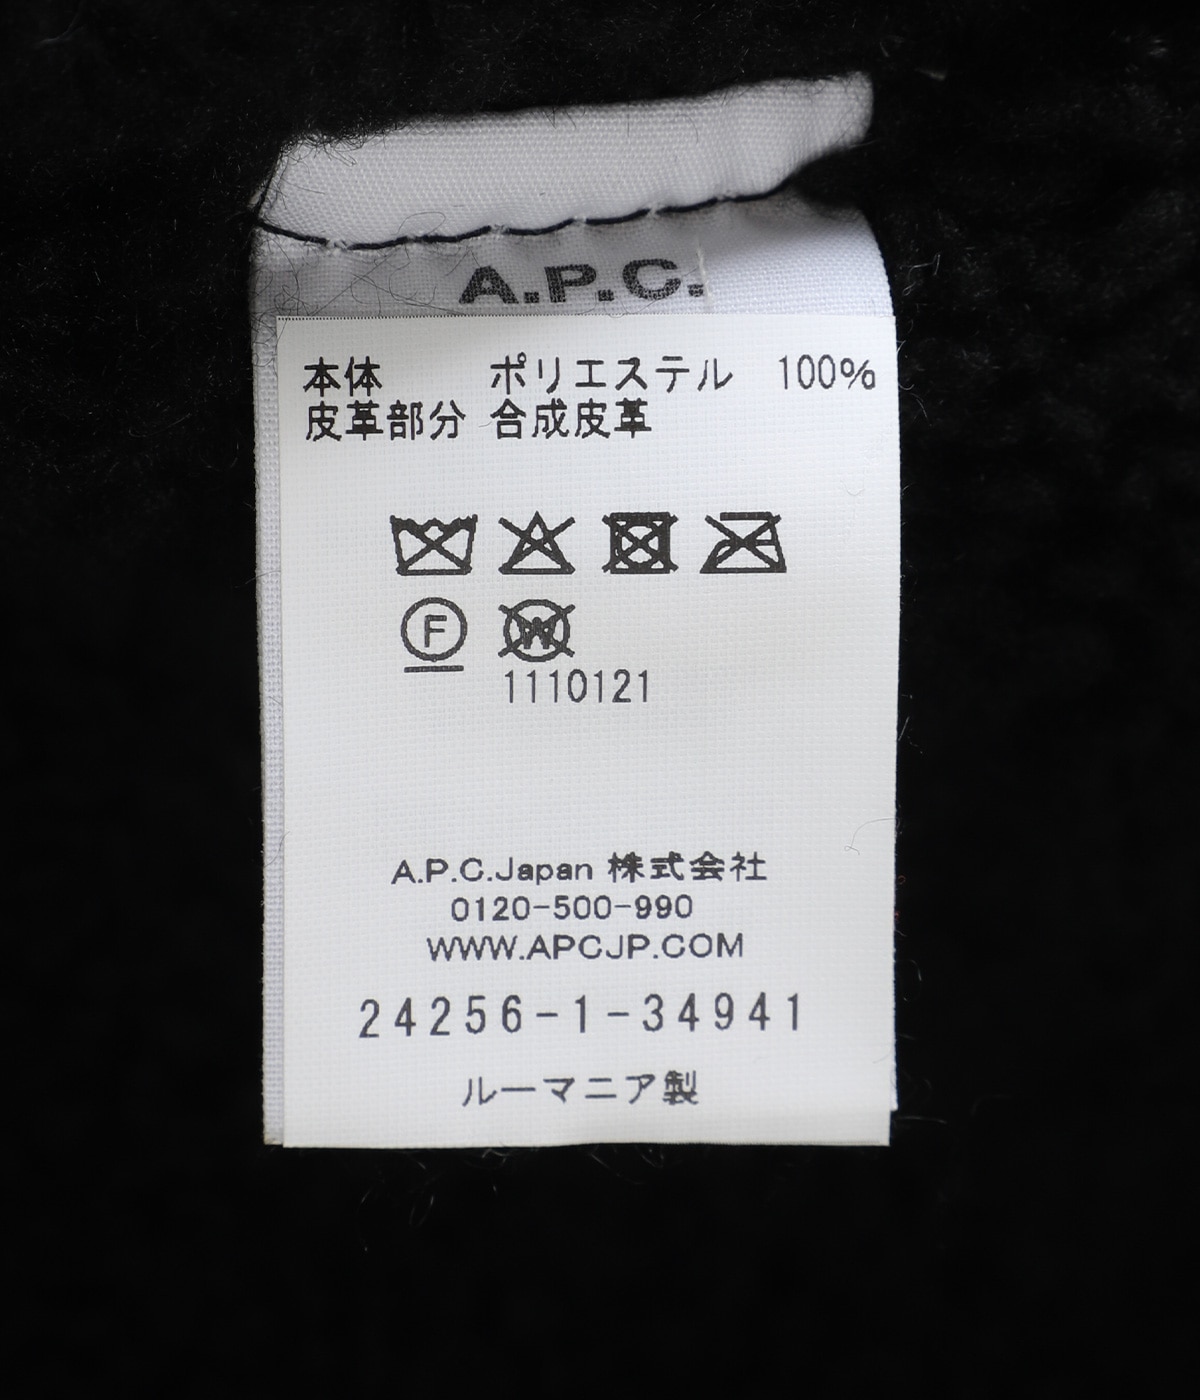 A.P.C.
本体 ポリエステル 100%
皮革部分 合成皮革
F W
1110121
A.P.C.Japan 株式会社
0120-500-990
WWW.APCJP.COM
24256-1-34941
ルーマニア製